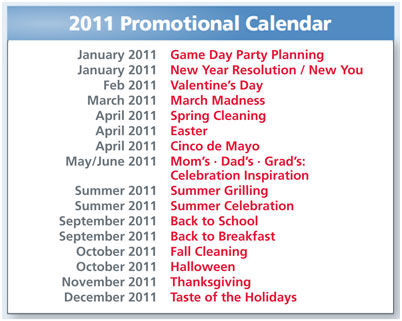 2011 Promotional Calendar
January 2011 Game Day Party Planning
January 2011 New Year Resolution / New You
Feb 2011 Valentine's Day
March 2011 March Madness
April 2011 Spring Cleaning
April 2011 Easter
April 2011 Cinco de Mayo
May/June 2011 Mom's · Dad's · Grad's:
Celebration Inspiration
Summer 2011 Summer Grilling
Summer 2011 Summer Celebration
September 2011 Back to School
September 2011 Back to Breakfast
October 2011 Fall Cleaning
October 2011 Halloween
November 2011 Thanksgiving
December 2011 Taste of the Holidays